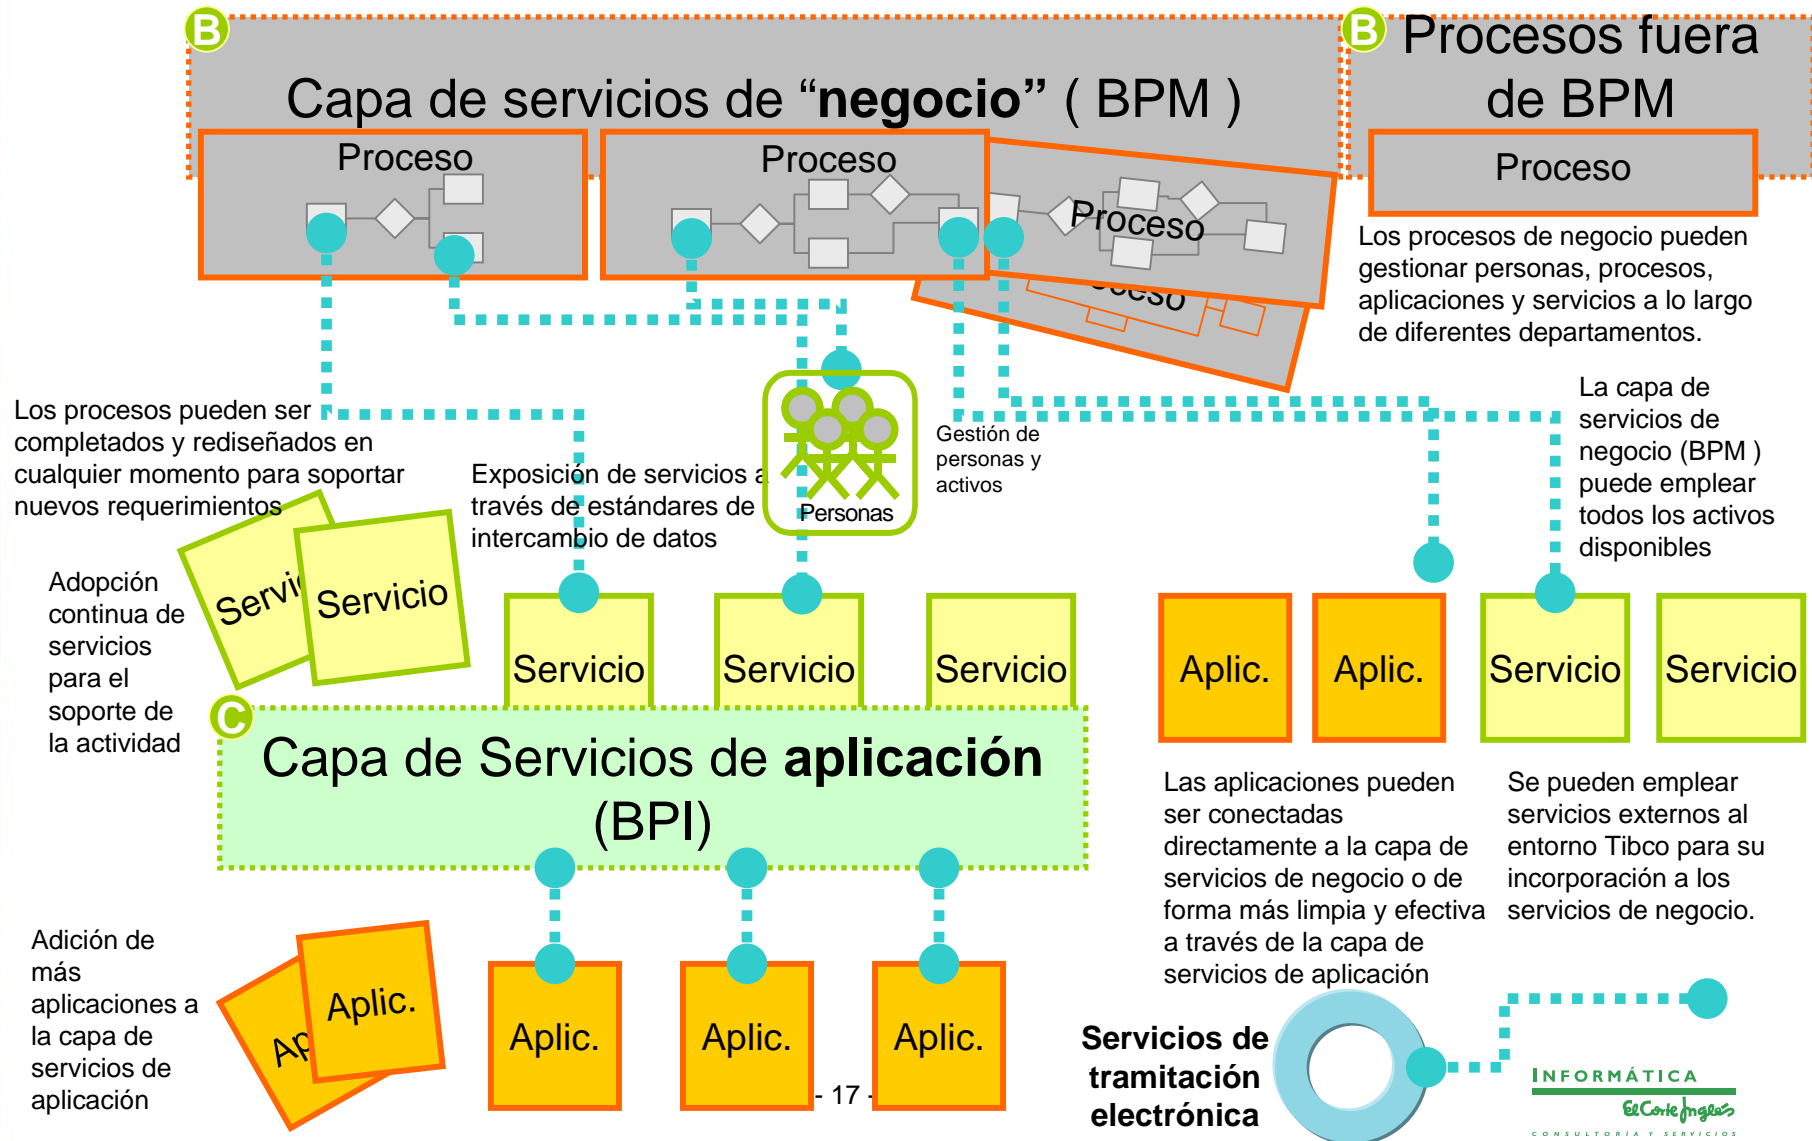 B
Capa de servicios de “negocio” ( BPM )
B
Procesos fuera
de BPM
Proceso
Proceso
Proceso
Proceso
Los procesos de negocio pueden
gestionar personas, procesos,
aplicaciones y servicios a lo largo
de diferentes departamentos.
Los procesos pueden ser
completados y rediseñados en
cualquier momento para soportar
nuevos requerimientos
Exposición de servicios a
través de estándares de
intercambio de datos
Personas
Gestión de
personas y
activos
La capa de
servicios de
negocio (BPM )
puede emplear
todos los activos
disponibles
Adopción
continua de
servicios
para el
soporte de
la actividad
Servicio
Servicio
Servicio
Servicio
Aplic.
Aplic.
Servicio
Servicio
C
Capa de Servicios de aplicación
(BPI)
Las aplicaciones pueden
ser conectadas
directamente a la capa de
servicios de negocio o de
forma más limpia y efectiva
a través de la capa de
servicios de aplicación
Se pueden emplear
servicios externos al
entorno Tibco para su
incorporación a los
servicios de negocio.
Adición de
más
aplicaciones a
la capa de
servicios de
aplicación
Aplic.
Aplic.
Aplic.
Aplic.
- 17 -
Servicios de
tramitación
electrónica
INFORMÁTICA
El Corte Inglés
CONSULTORÍA Y SERVICIOS